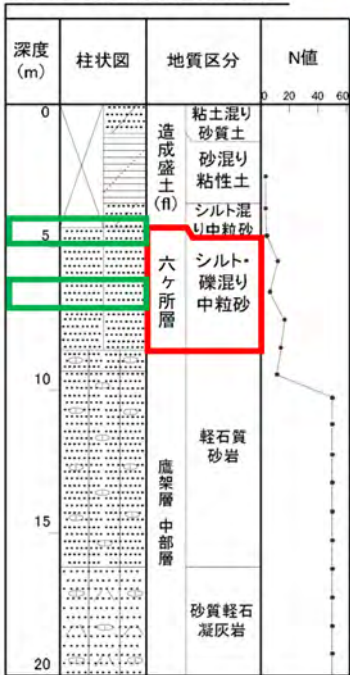 深度
(m)
柱状図
地質区分
N値
0 20 40 60
0
5
10
15
20
造成盛土(fl)
六ケ所層
鷹架層 中部層
粘土混り
砂質土
砂混り
粘性土
シルト混
り中粒砂
シルト・
礫混り
中粒砂
軽石質
砂岩
砂質軽石
凝灰岩